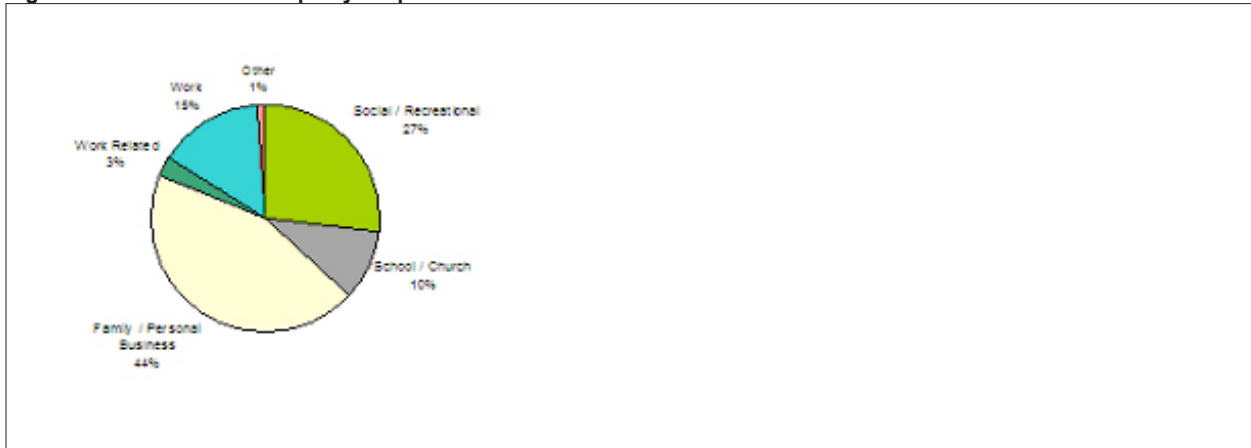 Other
1%
Work
15%
Social / Recreational
27%
Work Related
3%
School / Church
10%
Family / Personal
Business
44%